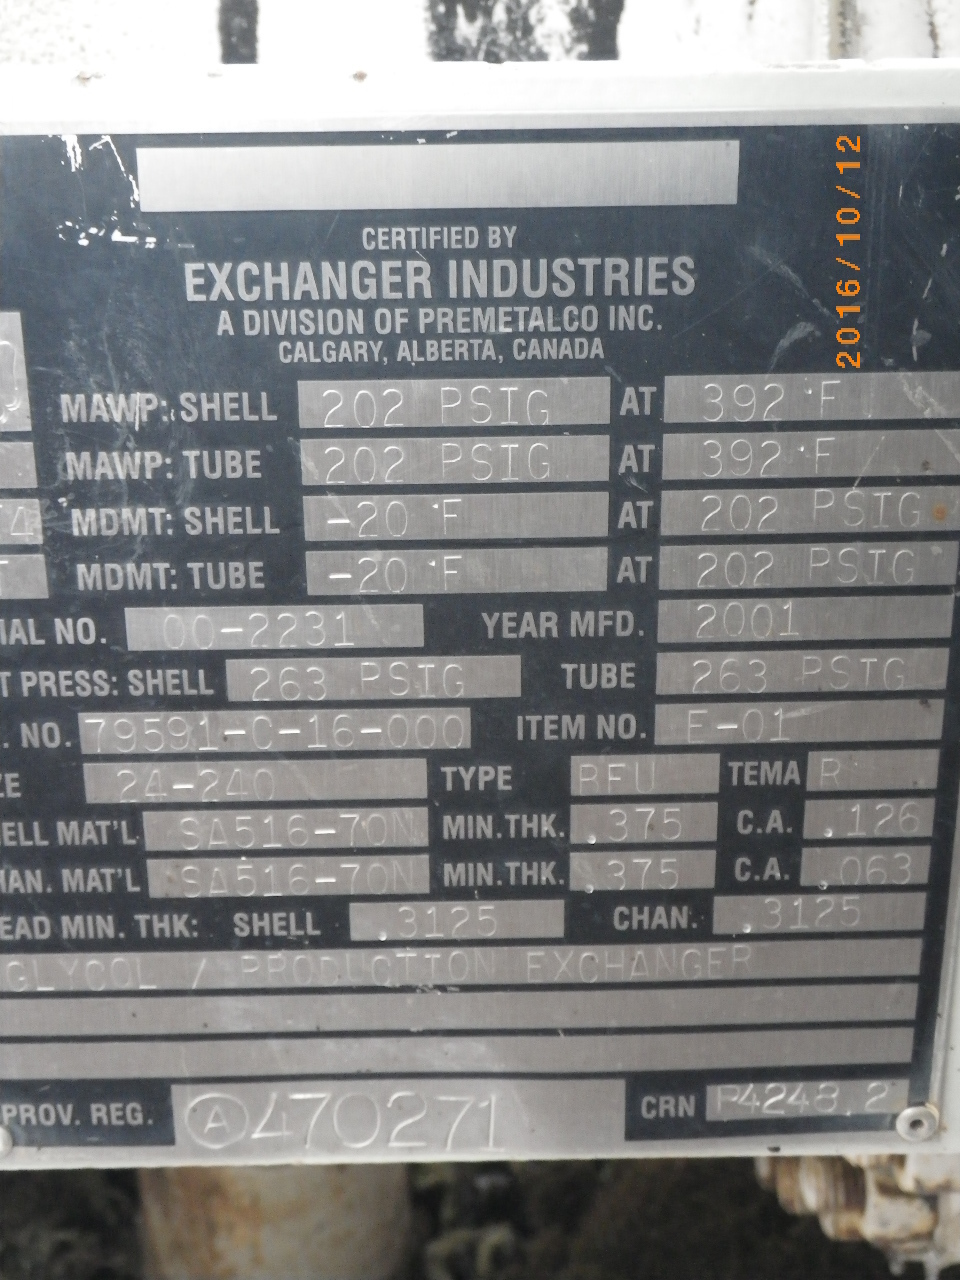 2016/10/12
CERTIFIED BY
EXCHANGER INDUSTRIES
A DIVISION OF PREMETALCO INC.
CALGARY, ALBERTA, CANADA
MAWP: SHELL 202 PSIG AT 392 °F
MAWP: TUBE 202 PSIG AT 392 °F
4 MDMT: SHELL -20 °F AT 202 PSIG
MDMT: TUBE -20 °F AT 202 PSIG
IAL NO. 00-2231 YEAR MFD. 2001
T PRESS: SHELL 263 PSIG TUBE 263 PSIG
. NO. 79591-C-16-000 ITEM NO. E-01
ZE 24-240 TYPE BFU TEMA R
ELL MAT'L SA516-70N MIN. THK. .375 C.A. .126
AN. MAT'L SA516-70N MIN. THK. .375 C.A. .063
EAD MIN. THK: SHELL .3125 CHAN. .3125
GLYCOL / PRODUCTION EXCHANGER
PROV. REG. A 470271 CRN P4248.2